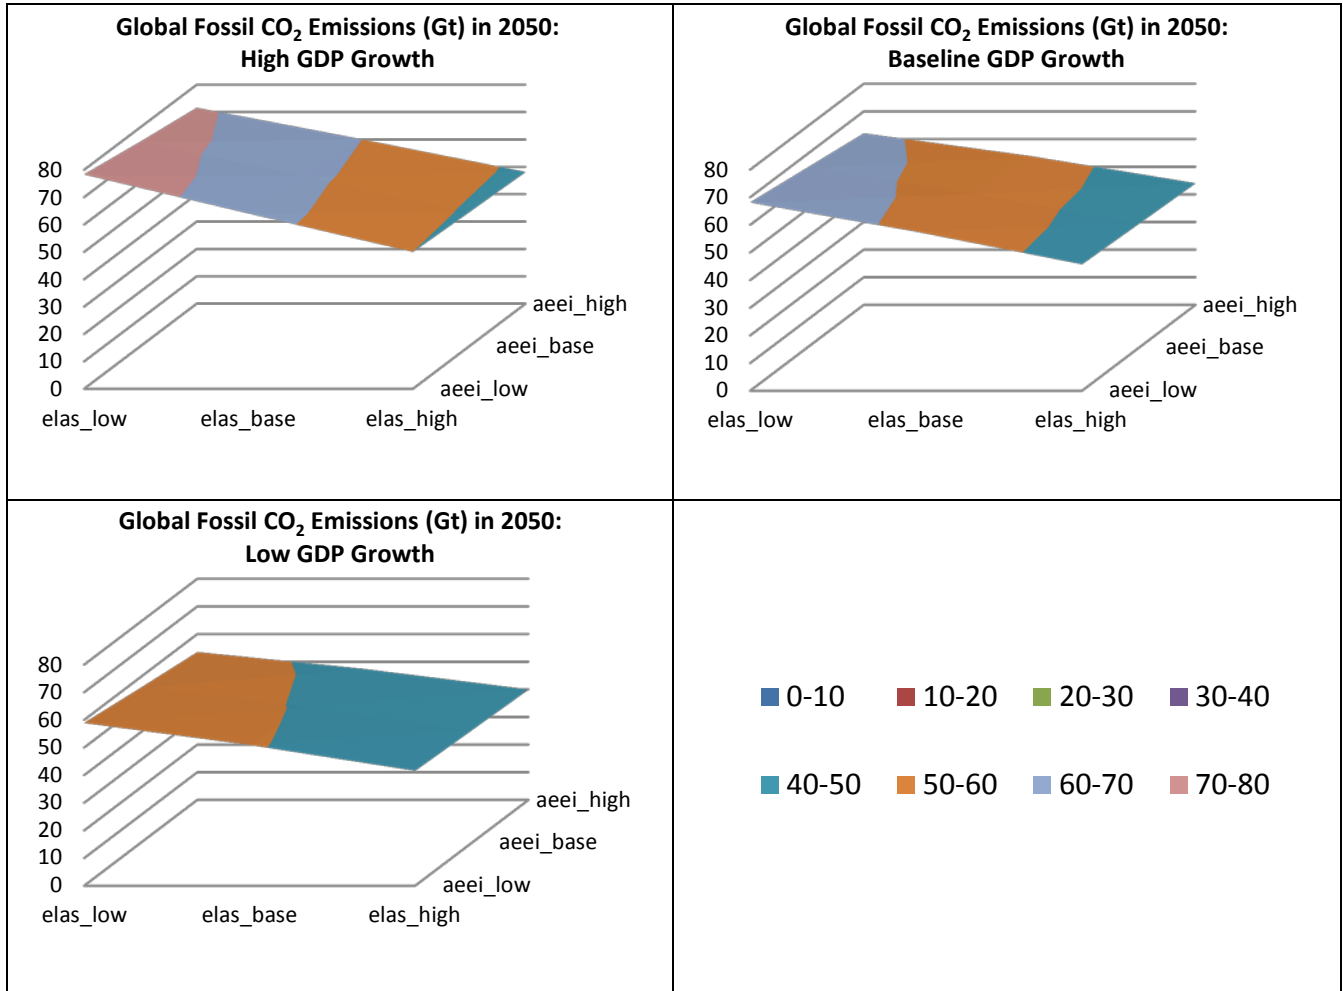 Global Fossil CO2 Emissions (Gt) in 2050:
High GDP Growth
80
70
60
50
40
30
20
10
0
aeei_high
aeei_base
aeei_low
elas_low elas_base elas_high
Global Fossil CO2 Emissions (Gt) in 2050:
Baseline GDP Growth
80
70
60
50
40
30
20
10
0
aeei_high
aeei_base
aeei_low
elas_low elas_base elas_high
Global Fossil CO2 Emissions (Gt) in 2050:
Low GDP Growth
80
70
60
50
40
30
20
10
0
aeei_high
aeei_base
aeei_low
elas_low elas_base elas_high
0-10 10-20 20-30 30-40
40-50 50-60 60-70 70-80